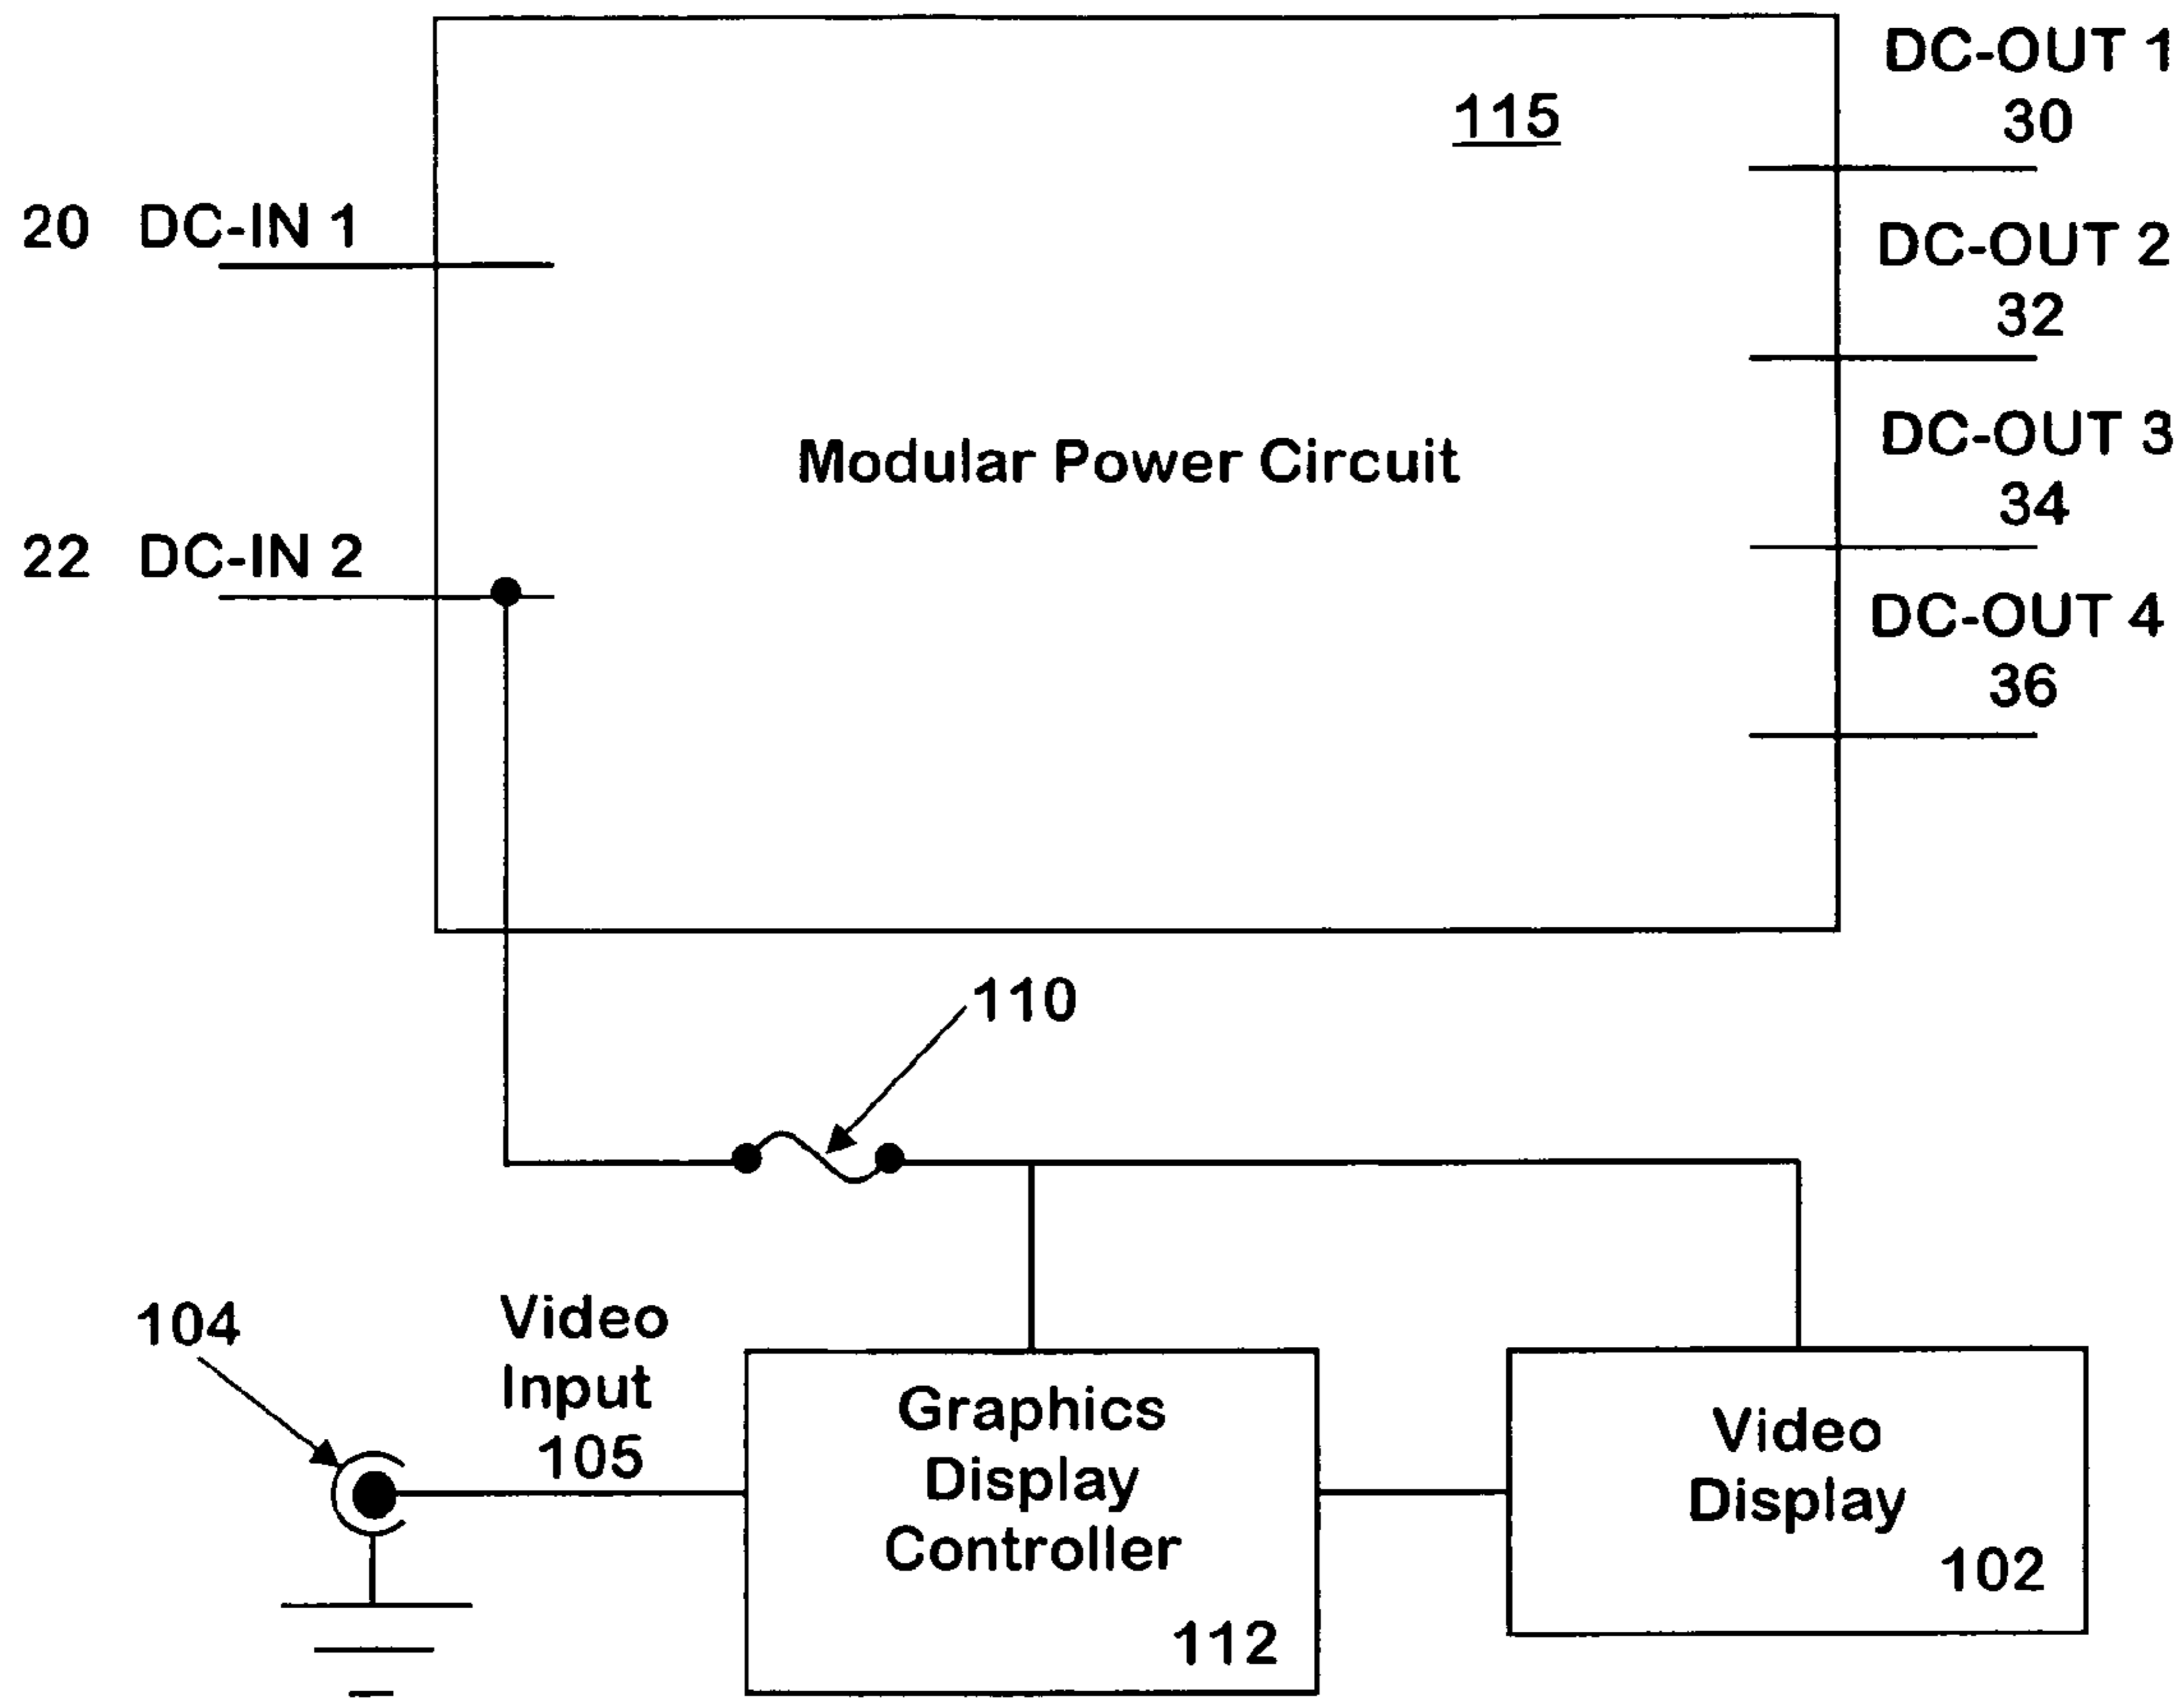 DC-OUT 1
30
115
20 DC-IN 1
DC-OUT 2
32
Modular Power Circuit
DC-OUT 3
34
22 DC-IN 2
DC-OUT 4
36
110
104
Video
Input
105
Graphics
Display
Controller
112
Video
Display
102